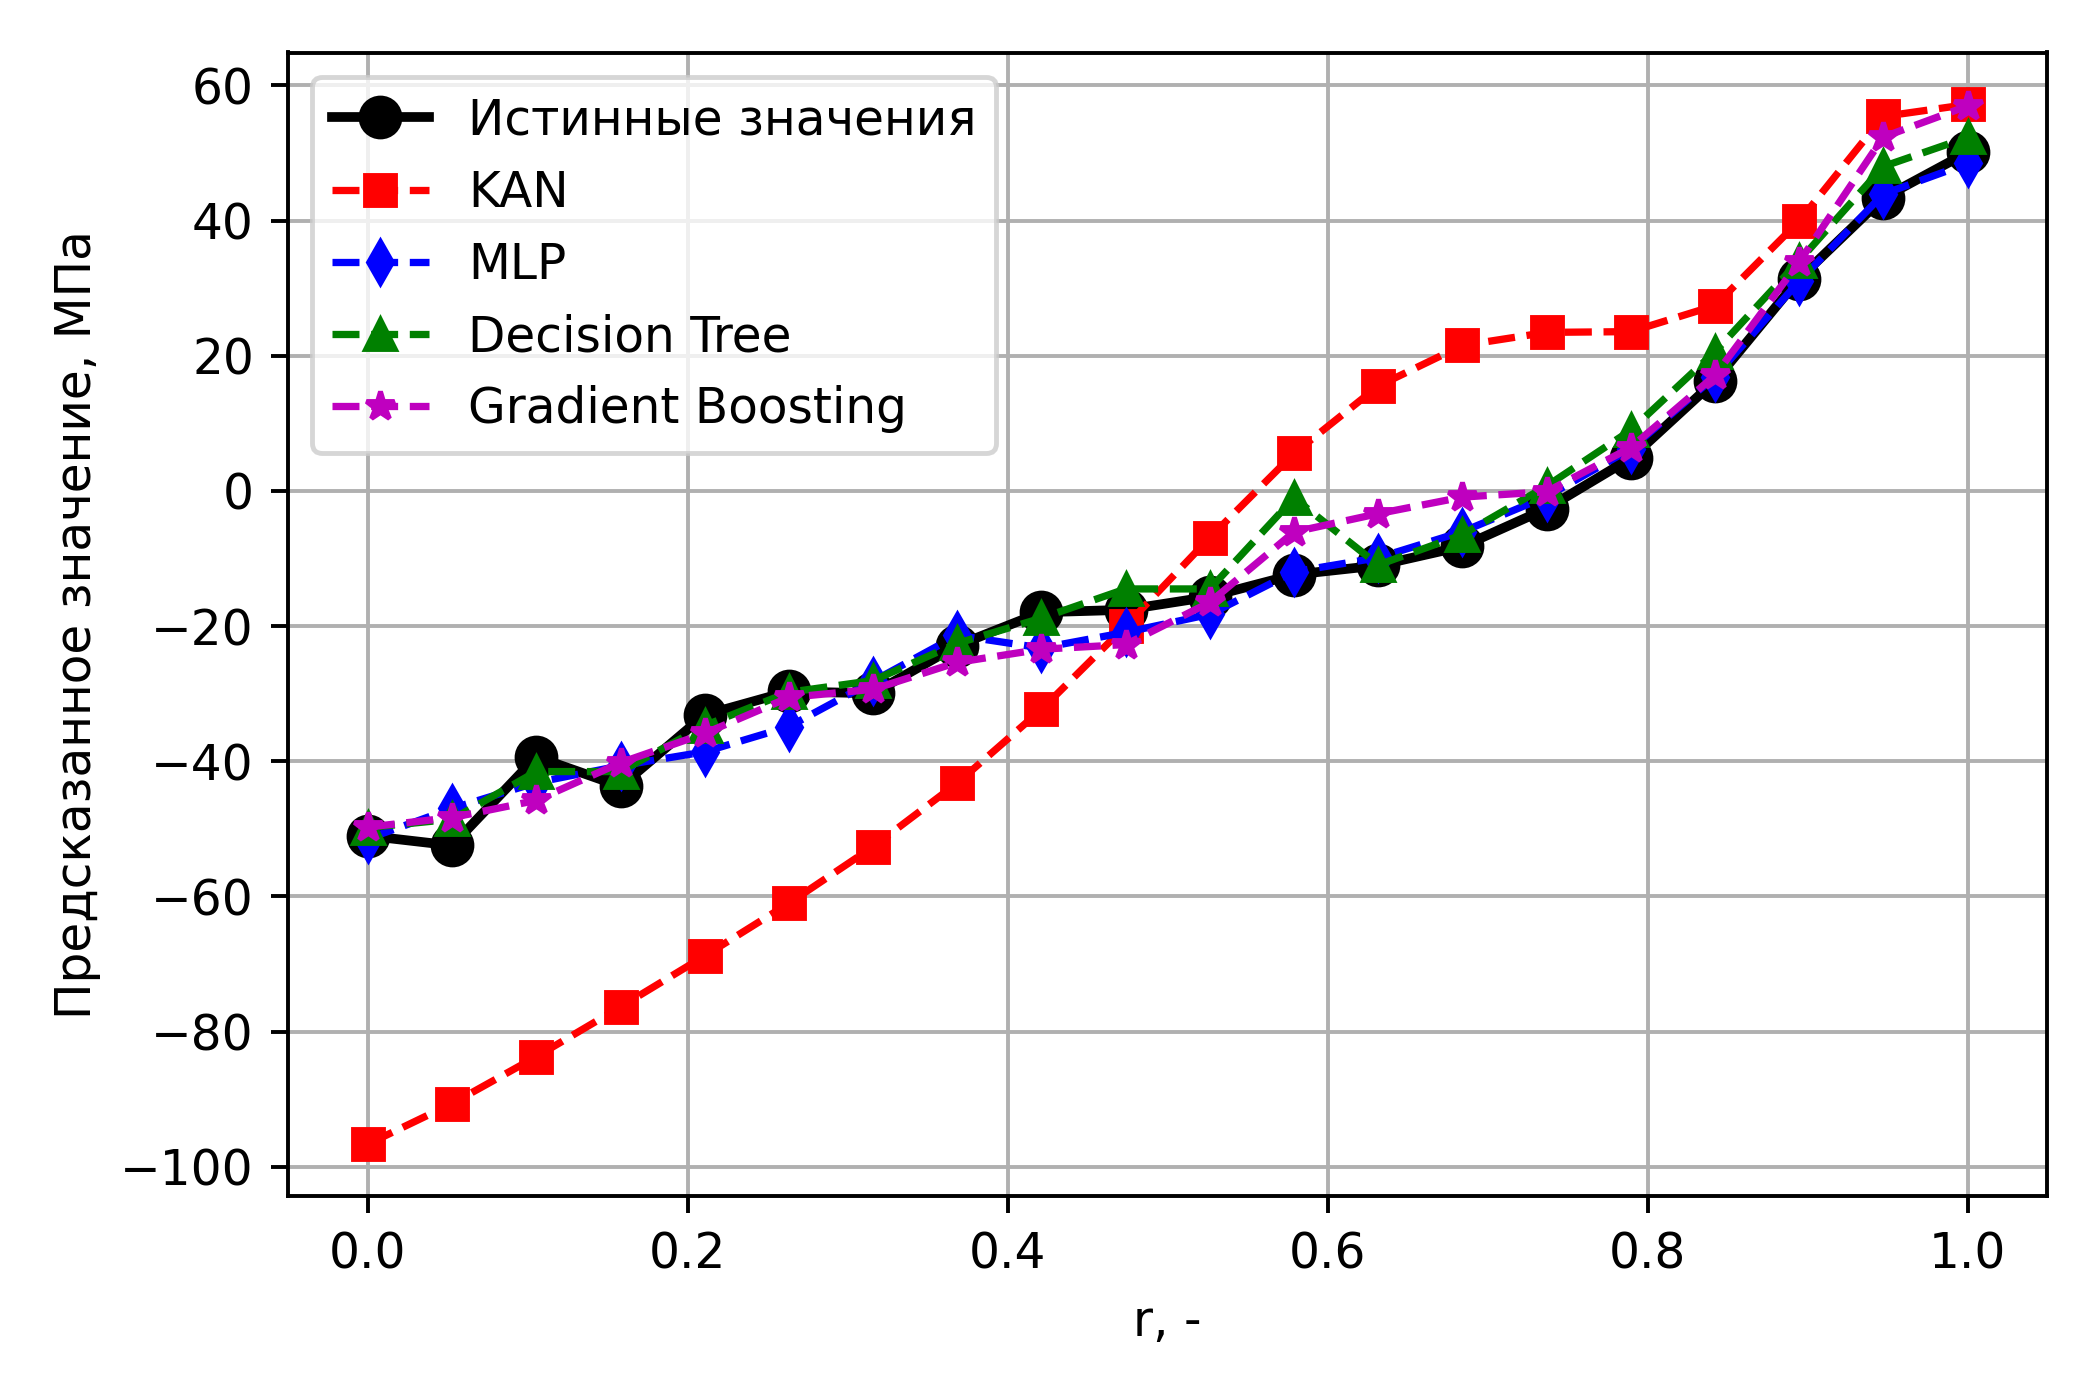 60
40
20
0
−20
−40
−60
−80
−100
Предсказанное значение, МПа
Истинные значения
KAN
MLP
Decision Tree
Gradient Boosting
0.0 0.2 0.4 0.6 0.8 1.0
r, -